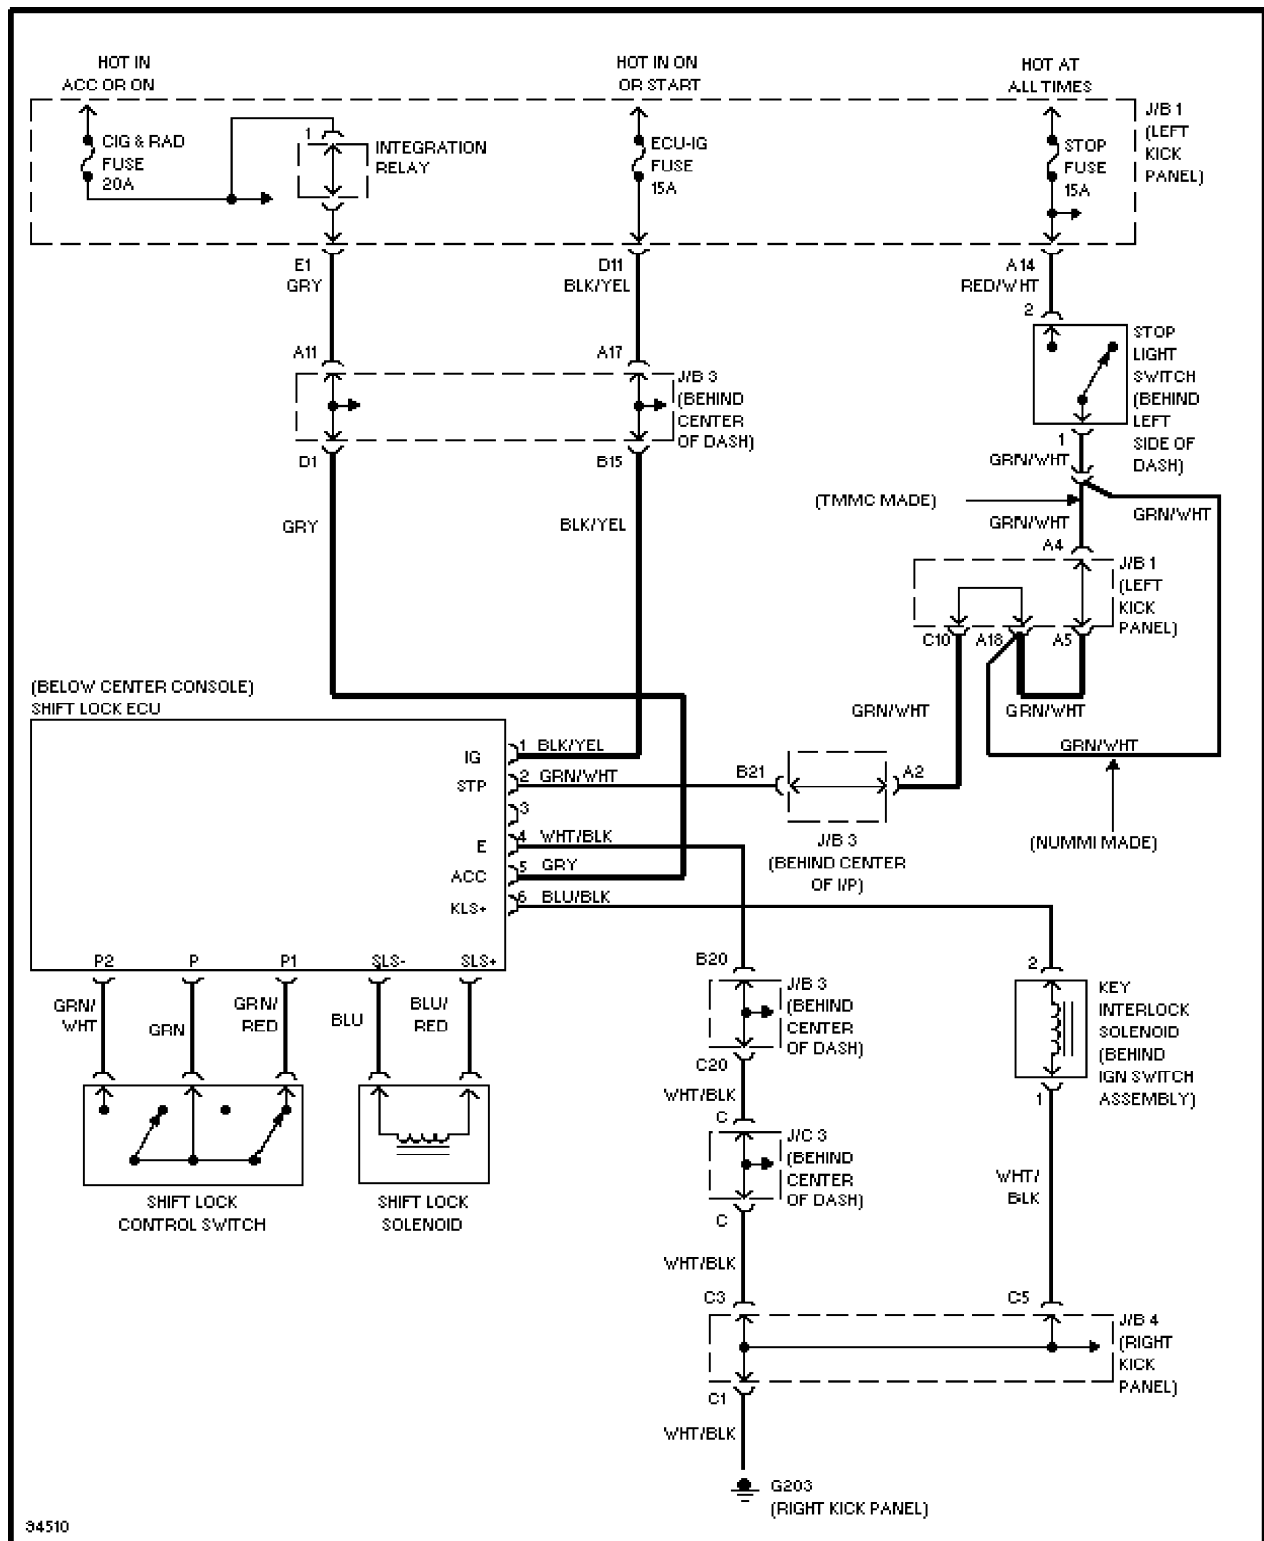 HOT IN
ACC OR ON
HOT IN ON
OR START
HOT AT
ALL TIMES
J/B 1
(LEFT
KICK
PANEL)
CIG & RAD
FUSE
20A
1
INTEGRATION
RELAY
ECU-IG
FUSE
15A
STOP
FUSE
15A
E1
GRY
D11
BLK/YEL
A14
RED/WHT
2
STOP
LIGHT
SWITCH
(BEHIND
LEFT
SIDE OF
DASH)
A11
A17
J/B 3
(BEHIND
CENTER
OF DASH)
D1
B15
1
GRN/WHT
(TMMC MADE)
GRN/WHT
GRN/WHT
GRY
BLK/YEL
A4
J/B 1
(LEFT
KICK
PANEL)
C10
A18
A5
(BELOW CENTER CONSOLE)
SHIFT LOCK ECU
GRN/WHT
GRN/WHT
GRN/WHT
IG
1
BLK/YEL
STP
2
GRN/WHT
B21
A2
3
J/B 3
(BEHIND CENTER
OF I/P)
(NUMMI MADE)
E
4
WHT/BLK
ACC
5
GRY
KLS+
6
BLU/BLK
P2
P
P1
SLS-
SLS+
B20
2
GRN/
WHT
GRN
GRN/
RED
BLU
BLU/
RED
J/B 3
(BEHIND
CENTER
OF DASH)
KEY
INTERLOCK
SOLENOID
(BEHIND
IGN SWITCH
ASSEMBLY)
C20
WHT/BLK
1
C
J/C 3
(BEHIND
CENTER
OF DASH)
WHT/
BLK
SHIFT LOCK
CONTROL SWITCH
SHIFT LOCK
SOLENOID
C
WHT/BLK
C3
C5
J/B 4
(RIGHT
KICK
PANEL)
C1
WHT/BLK
G203
(RIGHT KICK PANEL)
94510